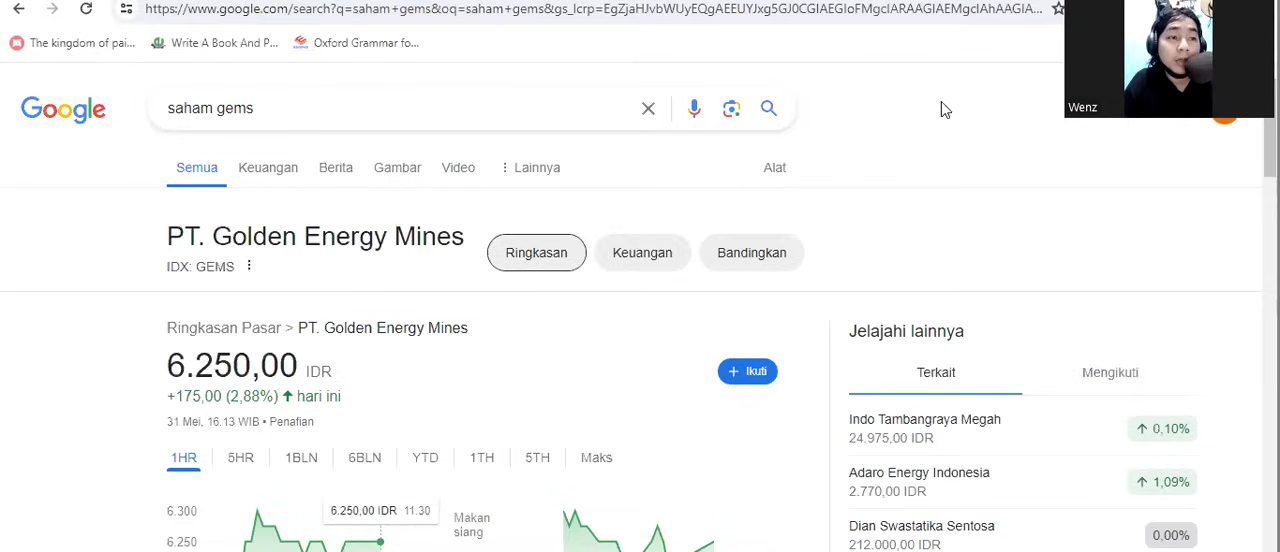 https://www.google.com/search?q=saham+gems&oq=saham+gems&gs_lcrp=EgZjaHJvbWUyEQgAEEUYJxg5GJ0CGIAEGIoFMgcIARAAGIAEMgcIAhAAGIA...
The kingdom of pai...
Write A Book And P...
Oxford Grammar fo...
Wenz
Google
saham gems
Semua Keuangan Berita Gambar Video Lainnya Alat
PT. Golden Energy Mines
IDX: GEMS
Ringkasan Keuangan Bandingkan
Ringkasan Pasar > PT. Golden Energy Mines
6.250,00 IDR
+ Ikuti
+175,00 (2,88%) ↑ hari ini
31 Mei, 16.13 WIB • Penafian
1HR 5HR 1BLN 6BLN YTD 1TH 5TH Maks
6.300
6.250
6.250,00 IDR 11.30
Makan
siang
Jelajahi lainnya
Terkait Mengikuti
Indo Tambangraya Megah
24.975,00 IDR
↑ 0,10%
Adaro Energy Indonesia
2.770,00 IDR
↑ 1,09%
Dian Swastatika Sentosa
212.000,00 IDR
0,00%